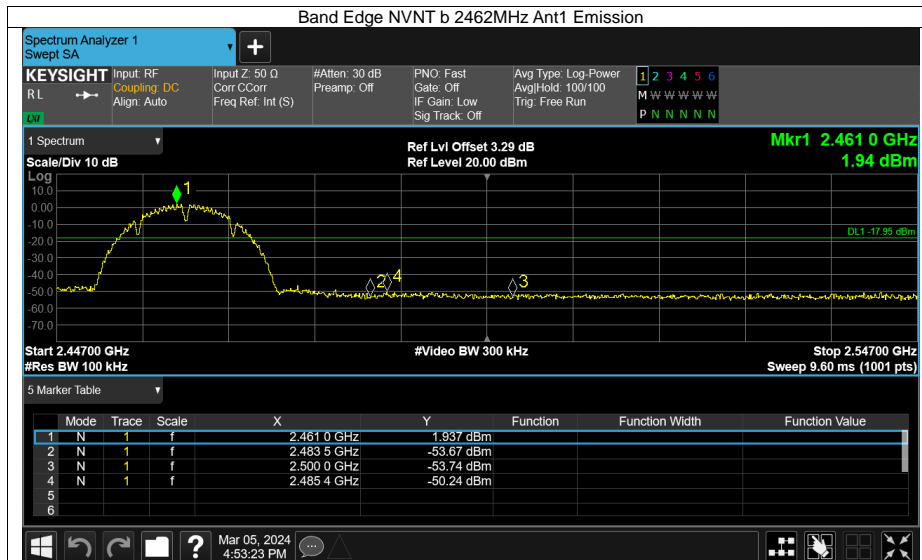 Band Edge NVNT b 2462MHz Ant1 Emission
Spectrum Analyzer 1
Swept SA
KEYSIGHT Input: RF Input Z: 50 Ω #Atten: 30 dB PNO: Fast Avg Type: Log-Power 1 2 3 4 5 6
RL Coupling: DC Corr CCorr Preamp: Off Gate: Off Avg|Hold: 100/100 M W W W W W
Align: Auto Freq Ref: Int (S) IF Gain: Low Trig: Free Run
LXI Sig Track: Off P N N N N N
1 Spectrum Ref Lvl Offset 3.29 dB Mkr1 2.461 0 GHz
Scale/Div 10 dB Ref Level 20.00 dBm 1.94 dBm
Log
10.0 1
0.00
-10.0
DL1 -17.95 dBm
-20.0
-30.0
-40.0 2 4 3
-50.0
-60.0
-70.0
Start 2.44700 GHz #Video BW 300 kHz Stop 2.54700 GHz
#Res BW 100 kHz Sweep 9.60 ms (1001 pts)
5 Marker Table
Mode Trace Scale X Y Function Function Width Function Value
1 N 1 f 2.461 0 GHz 1.937 dBm
2 N 1 f 2.483 5 GHz -53.67 dBm
3 N 1 f 2.500 0 GHz -53.74 dBm
4 N 1 f 2.485 4 GHz -50.24 dBm
5
6
? Mar 05, 2024
4:53:23 PM